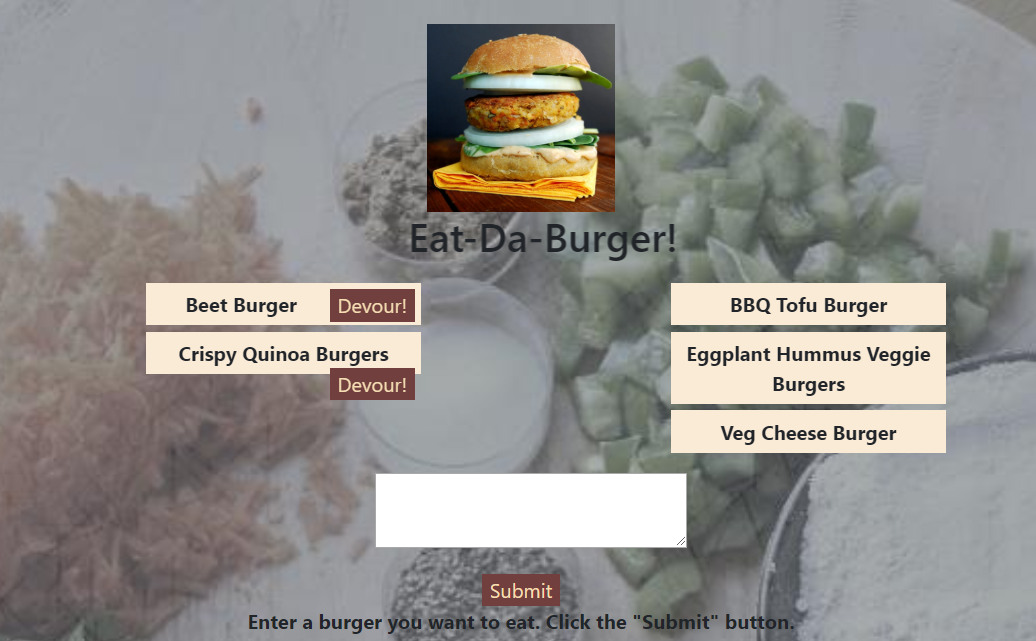 Eat-Da-Burger!
Beet Burger
Devour!
Crispy Quinoa Burgers
Devour!
BBQ Tofu Burger
Eggplant Hummus Veggie
Burgers
Veg Cheese Burger
Submit
Enter a burger you want to eat. Click the "Submit" button.